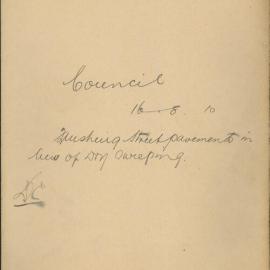 Council
16 - 8 10
Flushing Street pavements in
lieu of Dry Sweeping.